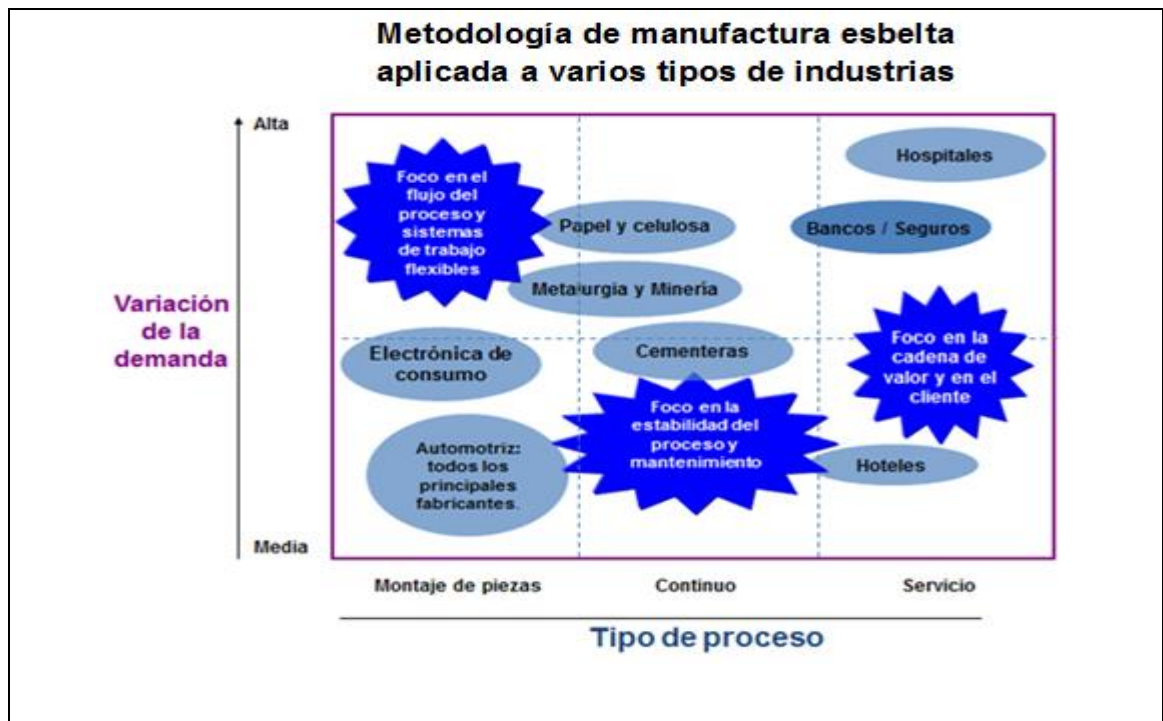 Metodología de manufactura esbelta
aplicada a varios tipos de industrias
Alta
Foco en el
flujo del
proceso y
sistemas
de trabajo
flexibles
Hospitales
Papel y celulosa
Bancos / Seguros
Metalurgia y Minería
Variación
de la
demanda
Electrónica de
consumo
Cementeras
Foco en la
cadena de
valor y en el
cliente
Foco en la
estabilidad del
proceso y
mantenimiento
Automotriz:
todos los
principales
fabricantes.
Hoteles
Media
Montaje de piezas
Continuo
Servicio
Tipo de proceso